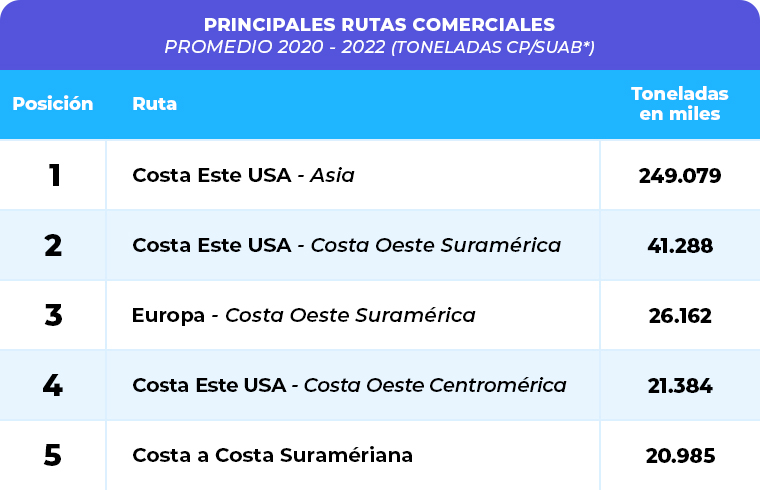 PRINCIPALES RUTAS COMERCIALES
PROMEDIO 2020 - 2022 (TONELADAS CP/SUAB*)
Posición Ruta Toneladas en miles
1 Costa Este USA - Asia 249.079
2 Costa Este USA - Costa Oeste Suramérica 41.288
3 Europa - Costa Oeste Suramérica 26.162
4 Costa Este USA - Costa Oeste Centromérica 21.384
5 Costa a Costa Suramériana 20.985